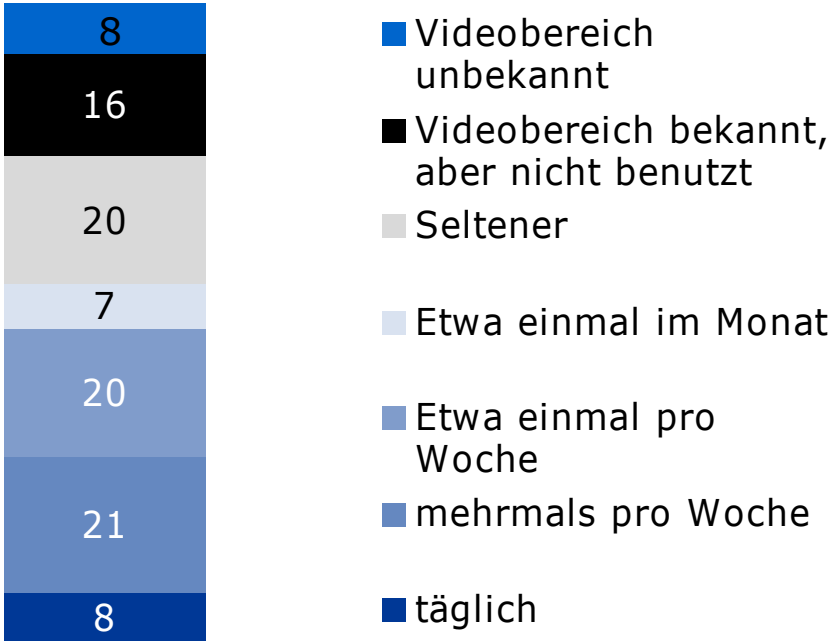 8
16
20
7
20
21
8
Videobereich
unbekannt
Videobereich bekannt,
aber nicht benutzt
Seltener
Etwa einmal im Monat
Etwa einmal pro
Woche
mehrmals pro Woche
täglich